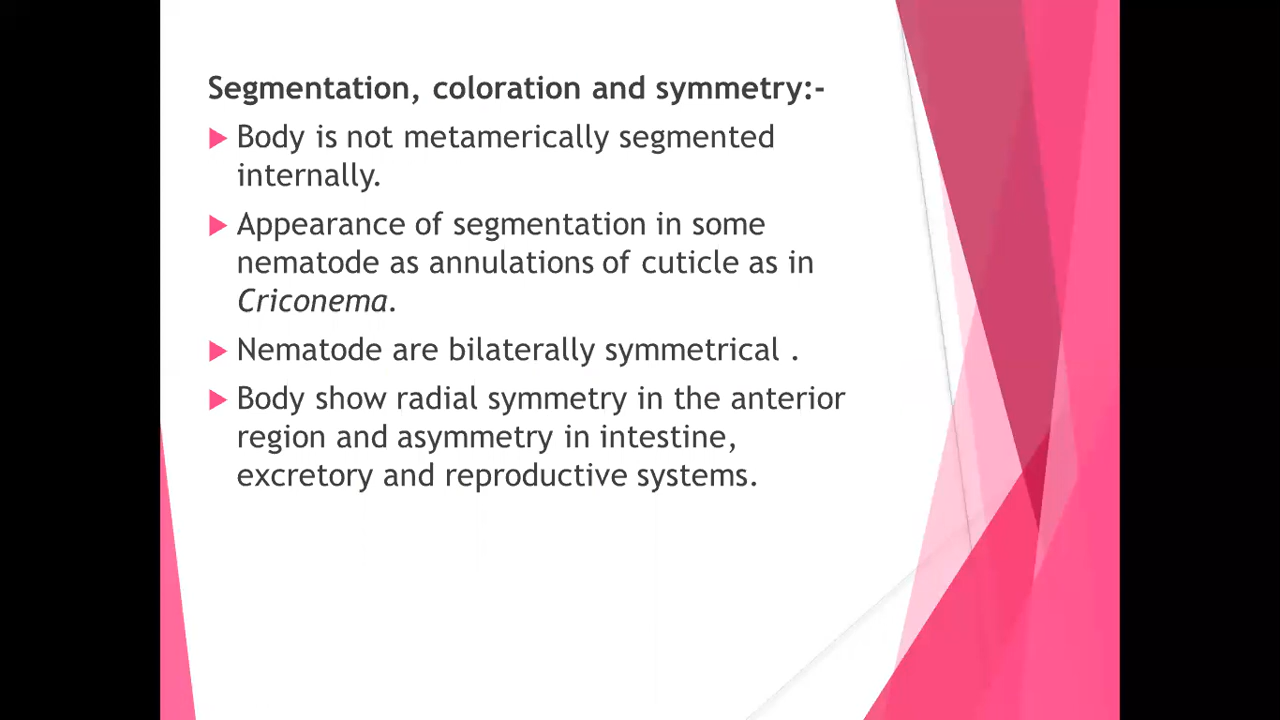 Segmentation, coloration and symmetry:-
Body is not metamerically segmented
internally.
Appearance of segmentation in some
nematode as annulations of cuticle as in
Criconema.
Nematode are bilaterally symmetrical .
Body show radial symmetry in the anterior
region and asymmetry in intestine,
excretory and reproductive systems.